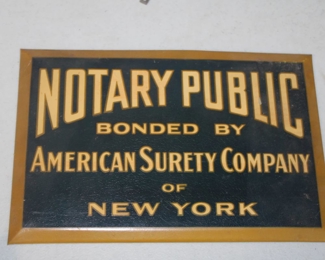 NOTARY PUBLIC
BONDED BY
AMERICAN SURETY COMPANY
OF
NEW YORK